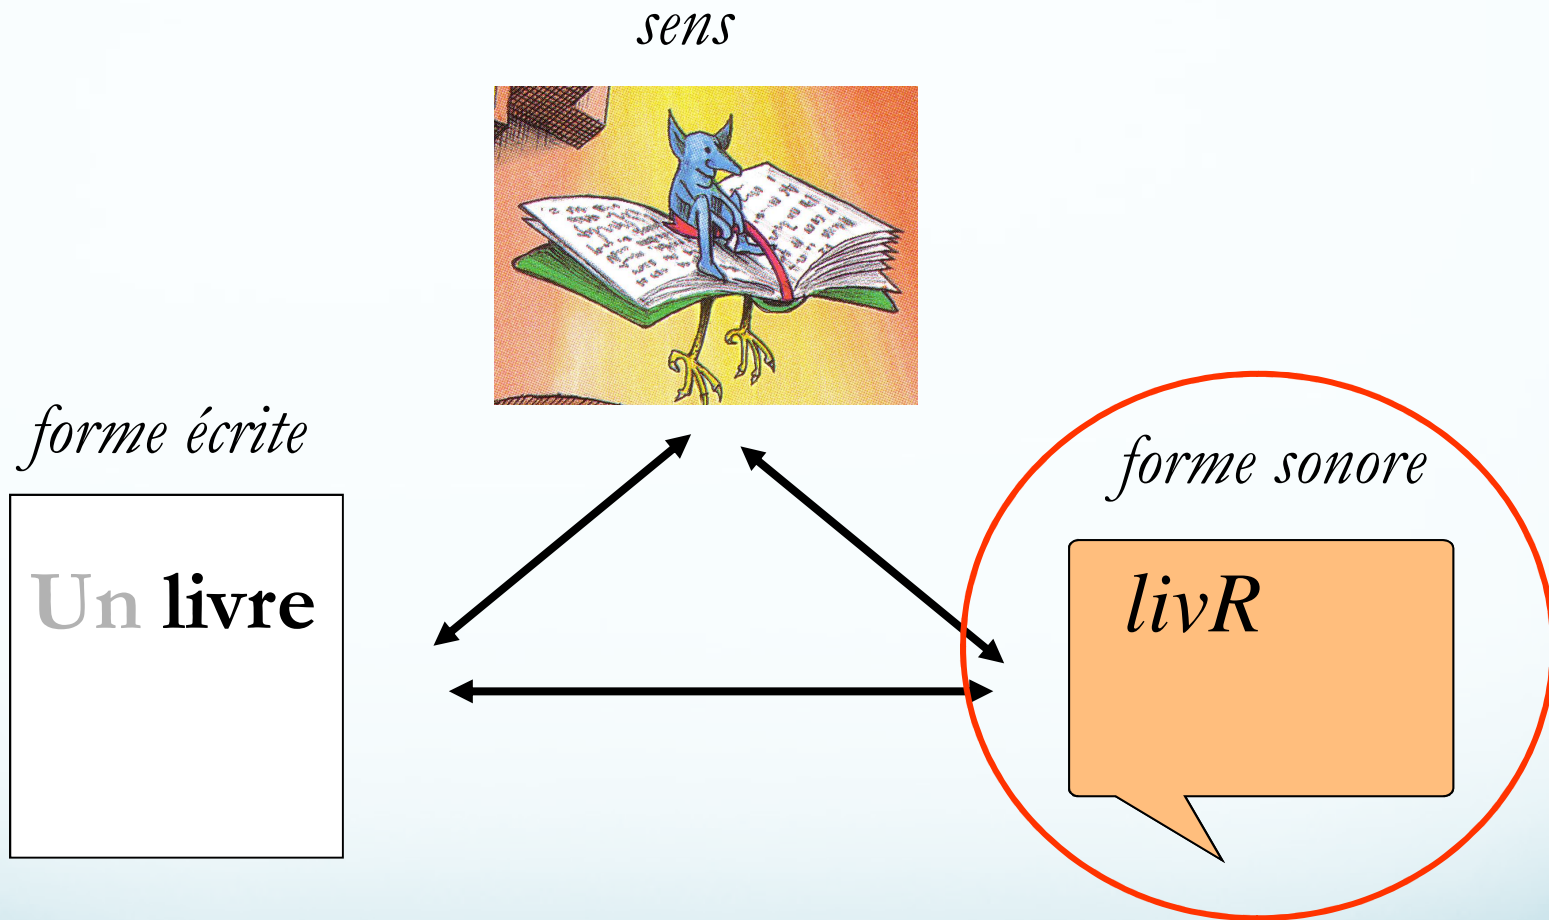 sens
forme écrite
forme sonore
Un livre
livR